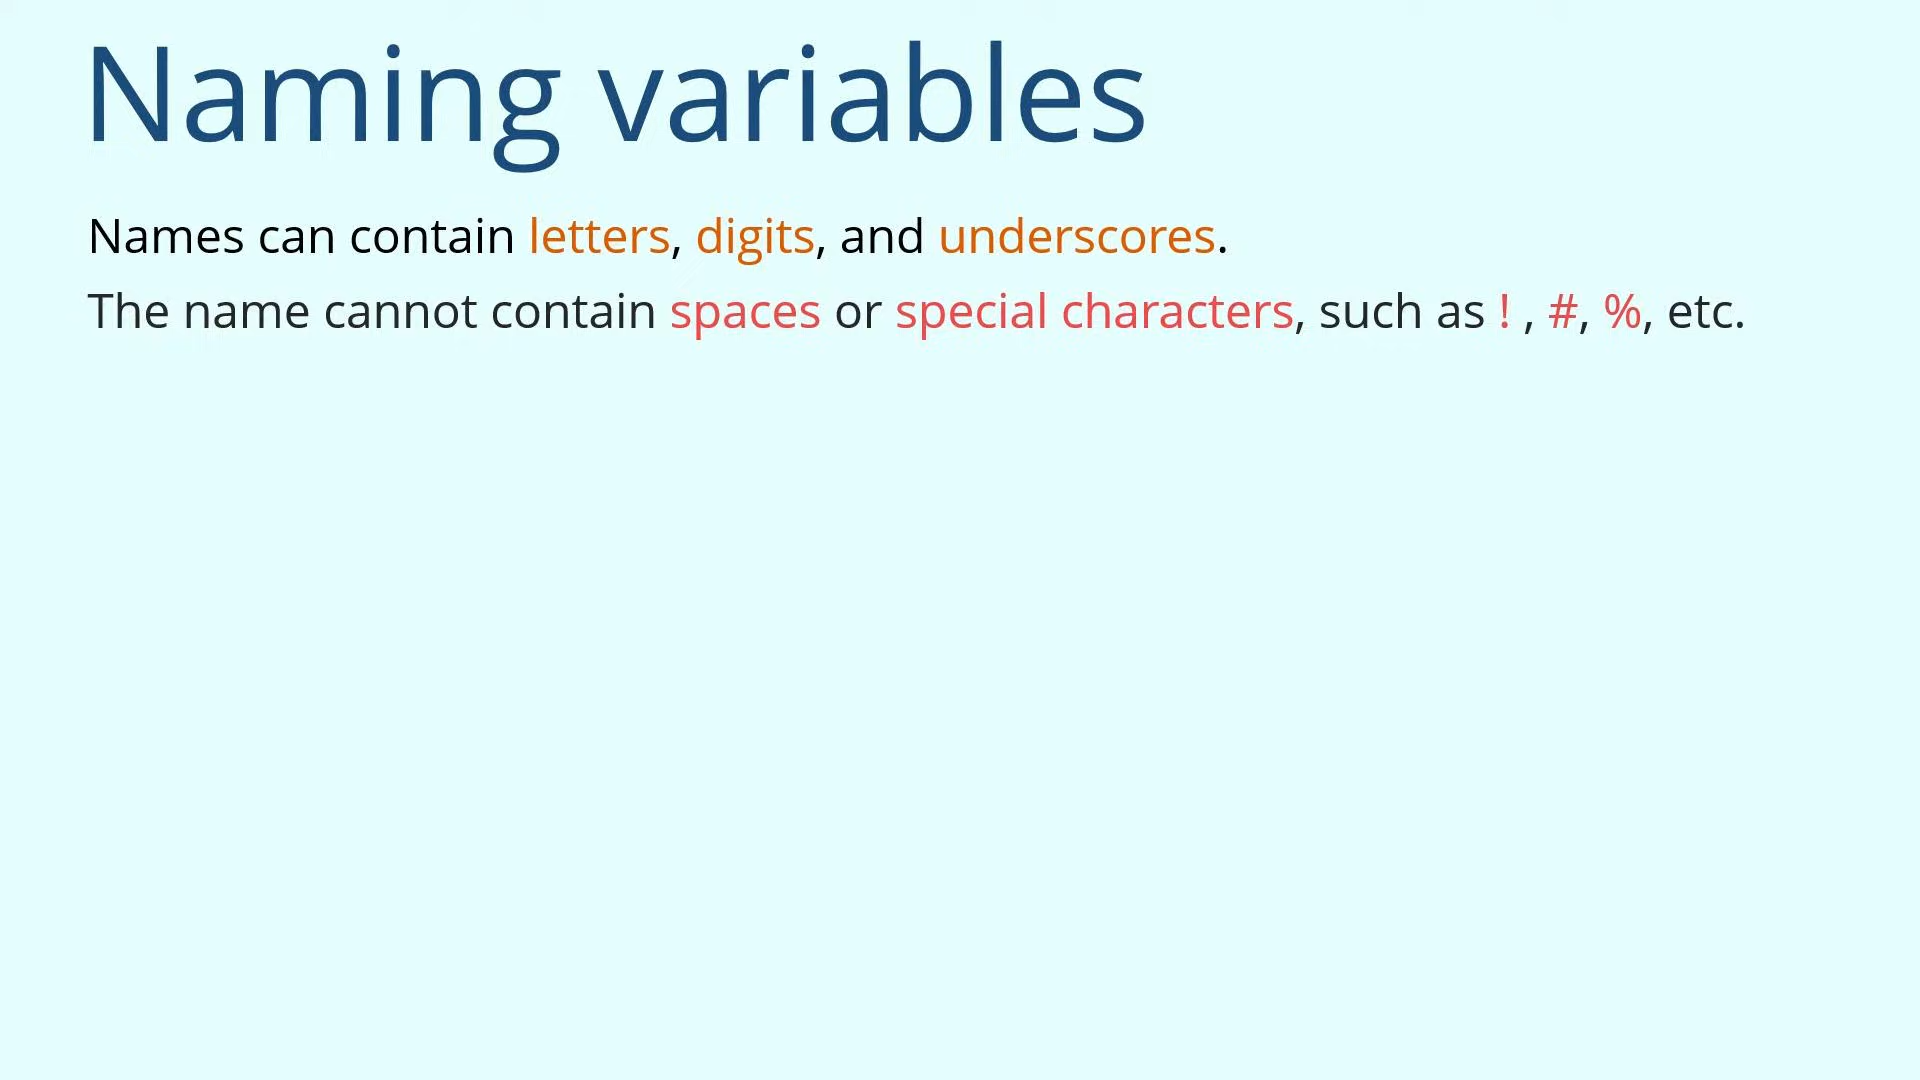 Naming variables
Names can contain letters, digits, and underscores.
The name cannot contain spaces or special characters, such as ! , #, %, etc.